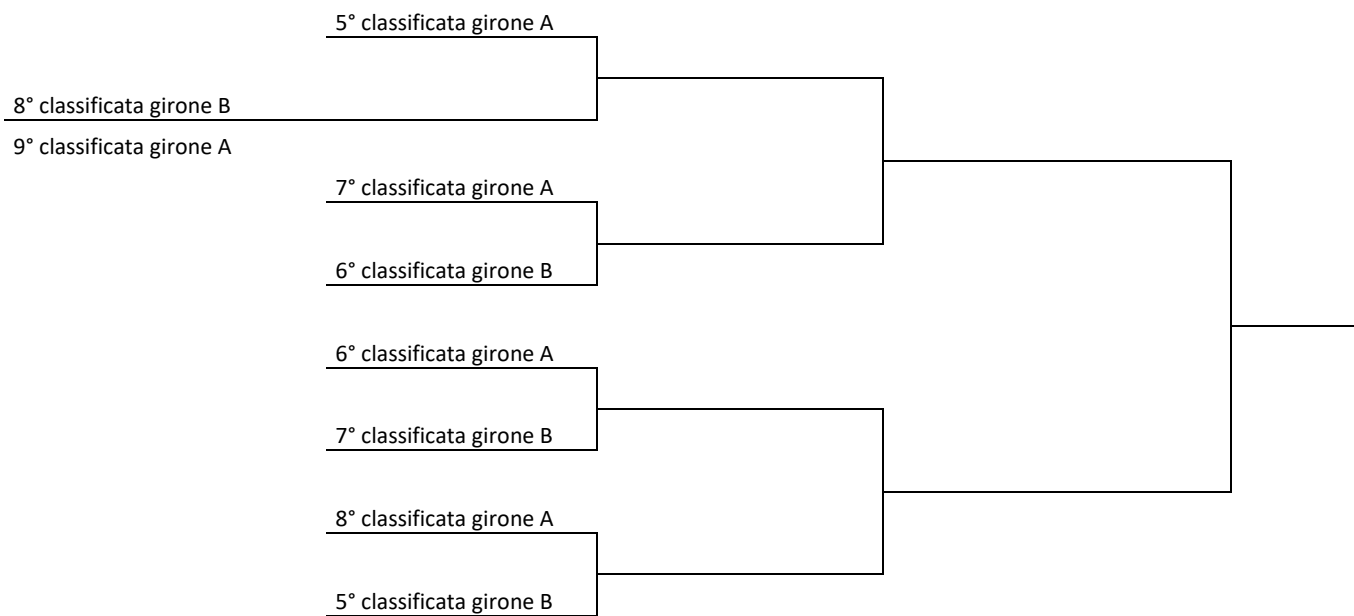 5° classificata girone A
8° classificata girone B
9° classificata girone A
7° classificata girone A
6° classificata girone B
6° classificata girone A
7° classificata girone B
8° classificata girone A
5° classificata girone B